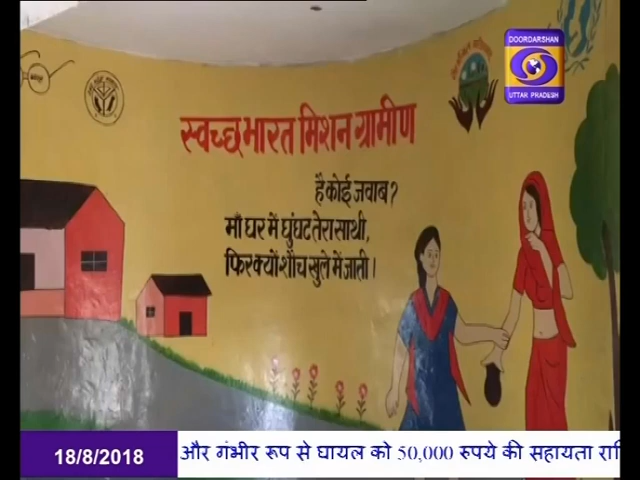 DOORDARSHAN
UTTAR PRADESH
स्वच्छ भारत मिशन ग्रामीण
है कोई जवाब?
माँ घर में घुंघट तेरा साथी,
फिर क्यों शौच खुले में जाती।
18/8/2018
और गंभीर रूप से घायल को 50,000 रुपये की सहायता